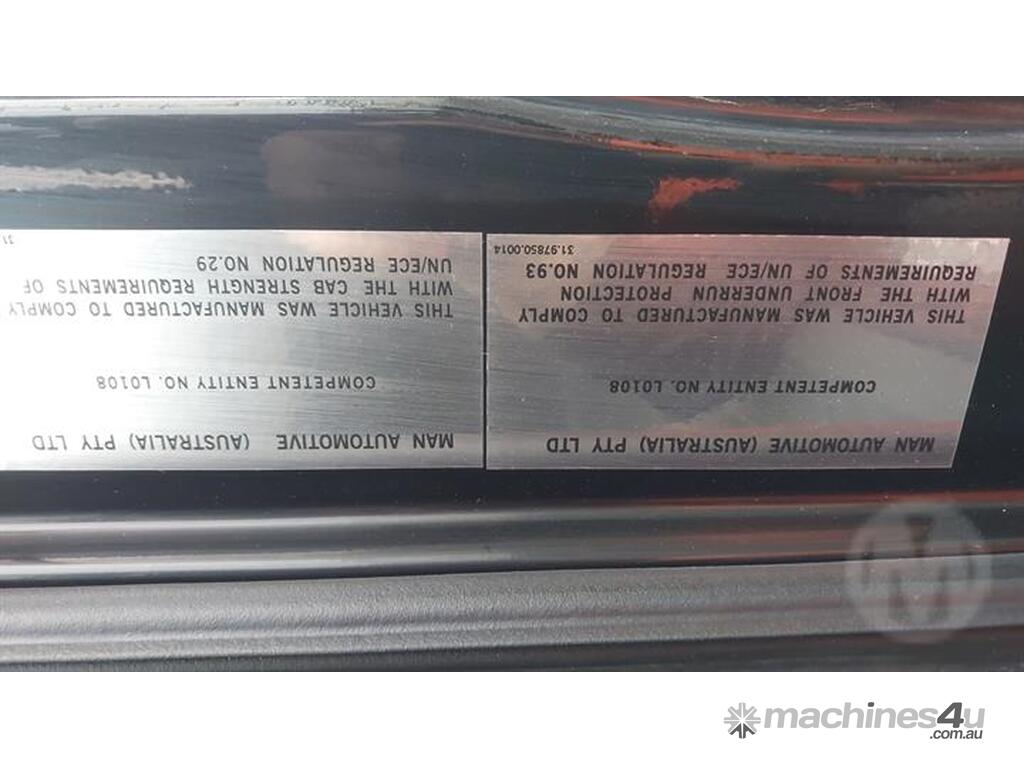 MAN AUTOMOTIVE (AUSTRALIA) PTY LTD
COMPETENT ENTITY NO. L0108
THIS VEHICLE WAS MANUFACTURED TO COMPLY
WITH THE FRONT UNDERRUN PROTECTION
REQUIREMENTS OF UN/ECE REGULATION NO.93
31.97850.0014
MAN AUTOMOTIVE (AUSTRALIA) PTY LTD
COMPETENT ENTITY NO. L0108
THIS VEHICLE WAS MANUFACTURED TO COMPLY
WITH THE CAB STRENGTH REQUIREMENTS OF
UN/ECE REGULATION NO.29
31
M
machines4u
.com.au